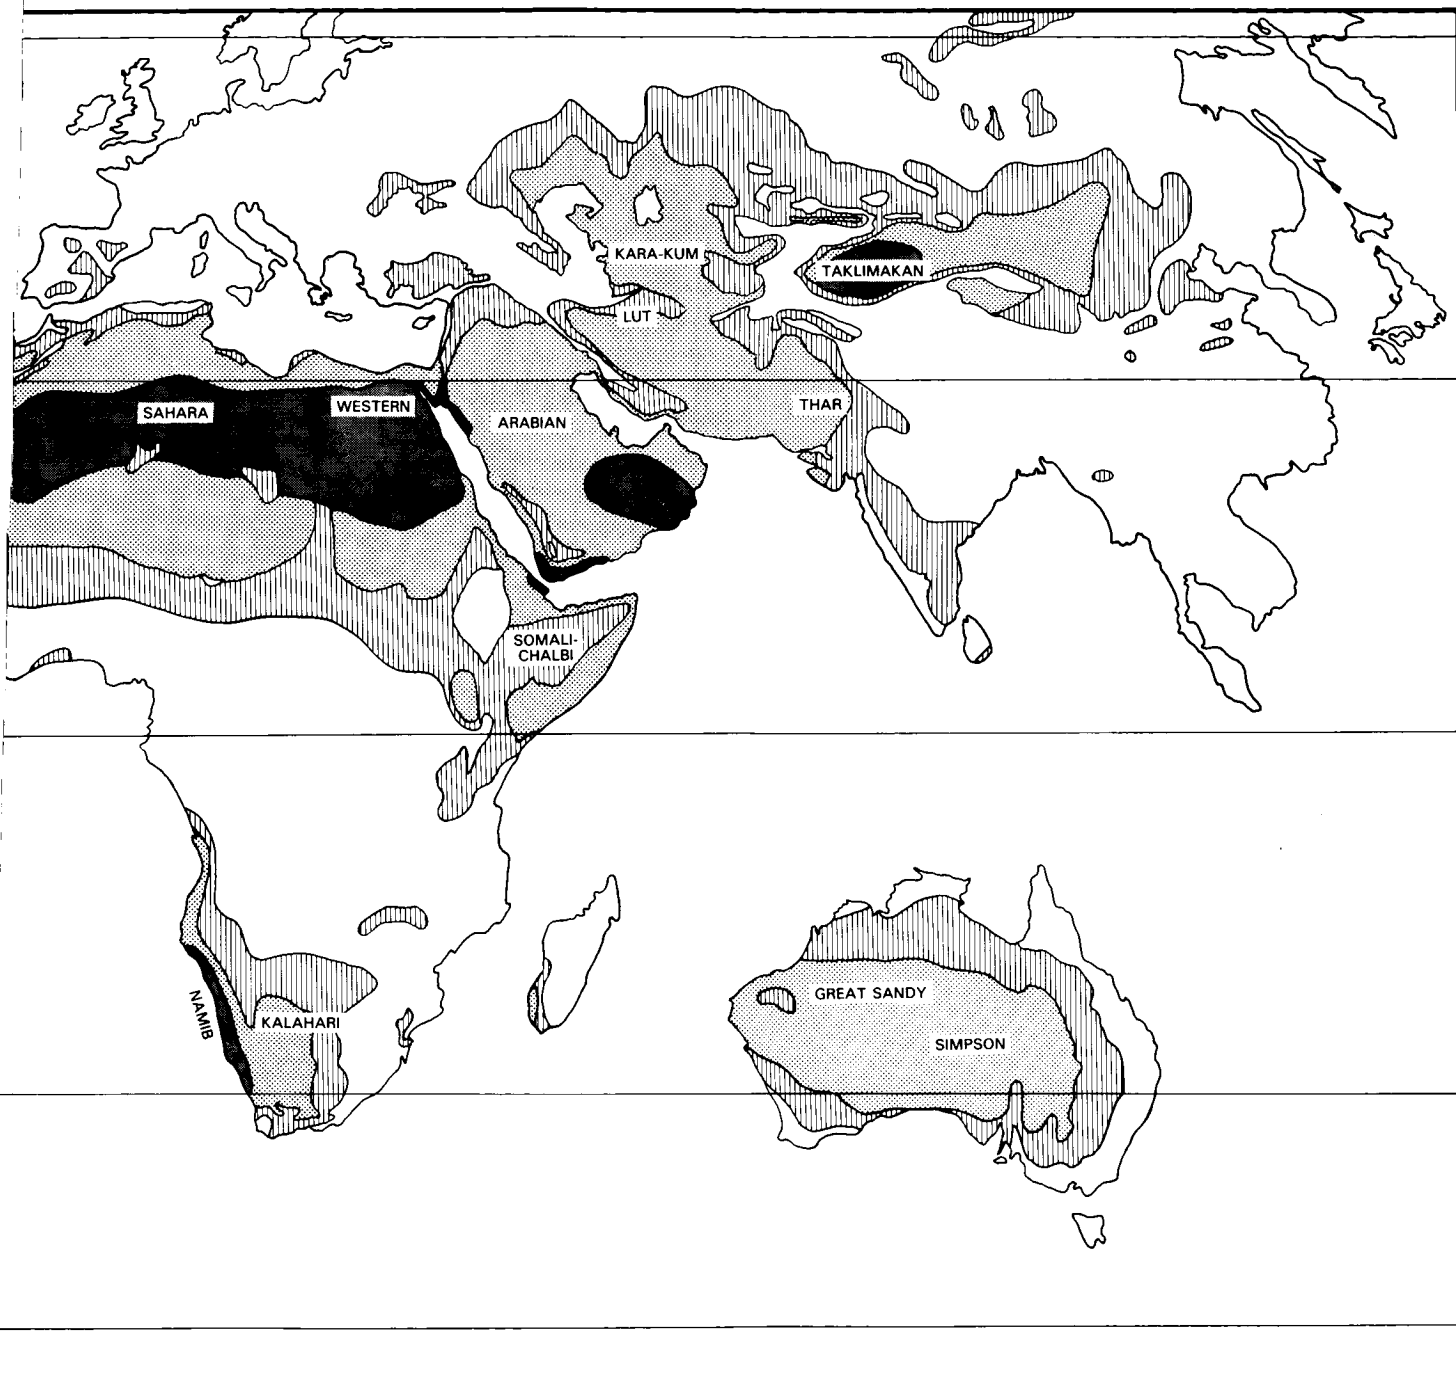 KARA-KUM
TAKLIMAKAN
LUT
SAHARA
WESTERN
ARABIAN
THAR
SOMALI-
CHALBI
NAMIB
KALAHARI
GREAT SANDY
SIMPSON